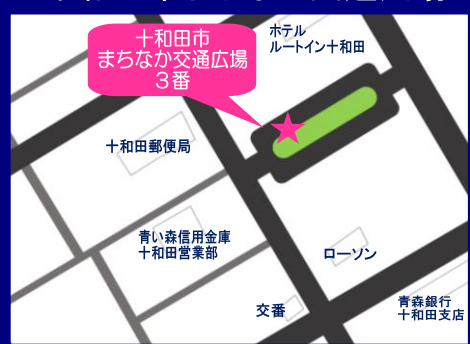 ホテル
ルートイン十和田
十和田市
まちなか交通広場
3番
十和田郵便局
青い森信用金庫
十和田営業部
ローソン
交番
青森銀行
十和田支店